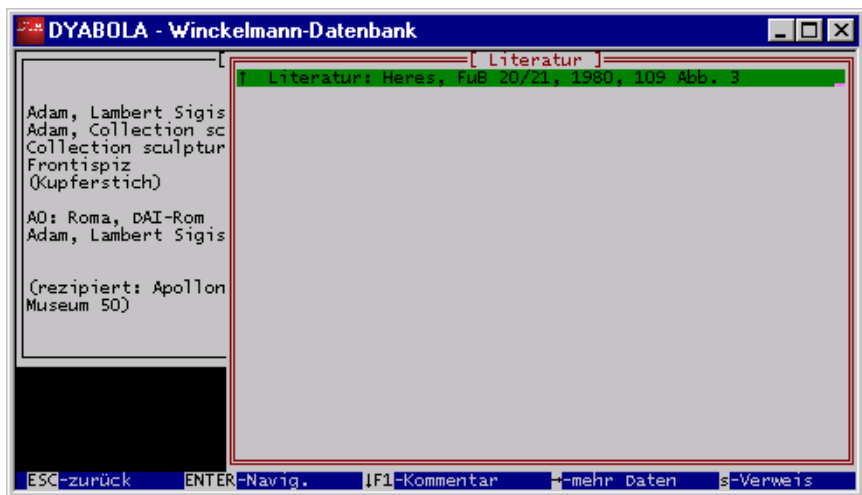 DYABOLA - Winckelmann-Datenbank
[ Literatur ]
↑ Literatur: Heres, FuB 20/21, 1980, 109 Abb. 3
Adam, Lambert Sigis
Adam, Collection sc
Collection sculptur
Frontispiz
(Kupferstich)
AO: Roma, DAI-Rom
Adam, Lambert Sigis
(rezipiert: Apollon
Museum 50)
ESC-zurück ENTER-Navig. ↓F1-Kommentar →-mehr Daten s-Verweis